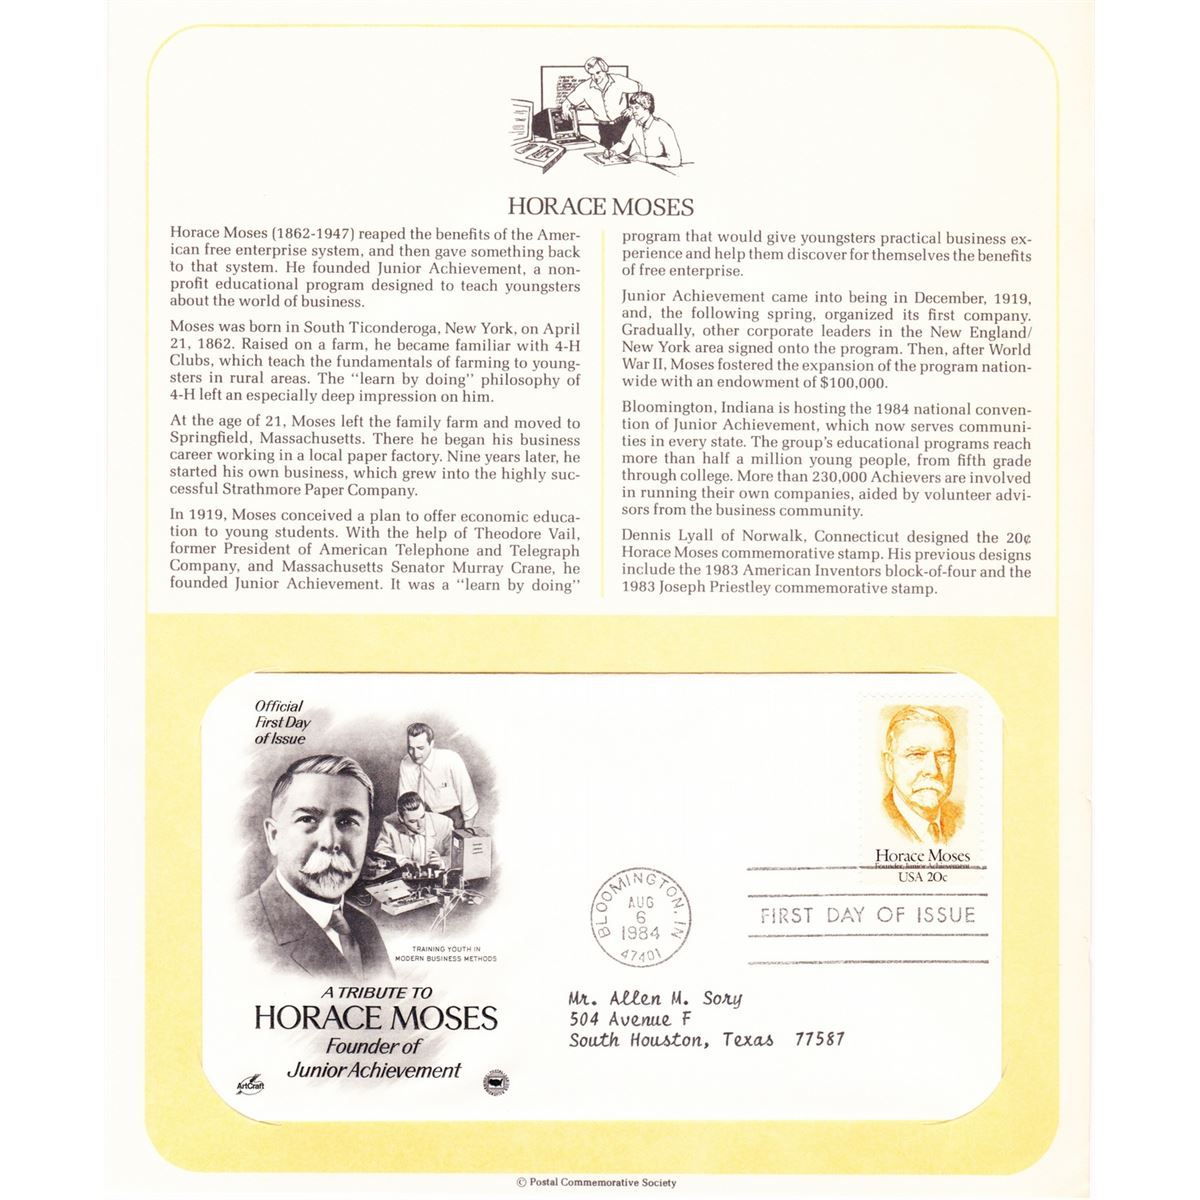 HORACE MOSES
Horace Moses (1862-1947) reaped the benefits of the Amer-
ican free enterprise system, and then gave something back
to that system. He founded Junior Achievement, a non-
profit educational program designed to teach youngsters
about the world of business.
Moses was born in South Ticonderoga, New York, on April
21, 1862. Raised on a farm, he became familiar with 4-H
Clubs, which teach the fundamentals of farming to young-
sters in rural areas. The "learn by doing" philosophy of
4-H left an especially deep impression on him.
At the age of 21, Moses left the family farm and moved to
Springfield, Massachusetts. There he began his business
career working in a local paper factory. Nine years later, he
started his own business, which grew into the highly suc-
cessful Strathmore Paper Company.
In 1919, Moses conceived a plan to offer economic educa-
tion to young students. With the help of Theodore Vail,
former President of American Telephone and Telegraph
Company, and Massachusetts Senator Murray Crane, he
founded Junior Achievement. It was a "learn by doing"
program that would give youngsters practical business ex-
perience and help them discover for themselves the benefits
of free enterprise.
Junior Achievement came into being in December, 1919,
and, the following spring, organized its first company.
Gradually, other corporate leaders in the New England/
New York area signed onto the program. Then, after World
War II, Moses fostered the expansion of the program nation-
wide with an endowment of $100,000.
Bloomington, Indiana is hosting the 1984 national conven-
tion of Junior Achievement, which now serves communi-
ties in every state. The group's educational programs reach
more than half a million young people, from fifth grade
through college. More than 230,000 Achievers are involved
in running their own companies, aided by volunteer advi-
sors from the business community.
Dennis Lyall of Norwalk, Connecticut designed the 20¢
Horace Moses commemorative stamp. His previous designs
include the 1983 American Inventors block-of-four and the
1983 Joseph Priestley commemorative stamp.
Official
First Day
of Issue
TRAINING YOUTH IN
MODERN BUSINESS METHODS
A TRIBUTE TO
HORACE MOSES
Founder of
Junior Achievement
ArtCraft
Horace Moses
Founder, Junior Achievement
USA 20c
BLOOMINGTON, IN
AUG
6
1984
47401
FIRST DAY OF ISSUE
Mr. Allen M. Sory
504 Avenue F
South Houston, Texas 77587
© Postal Commemorative Society